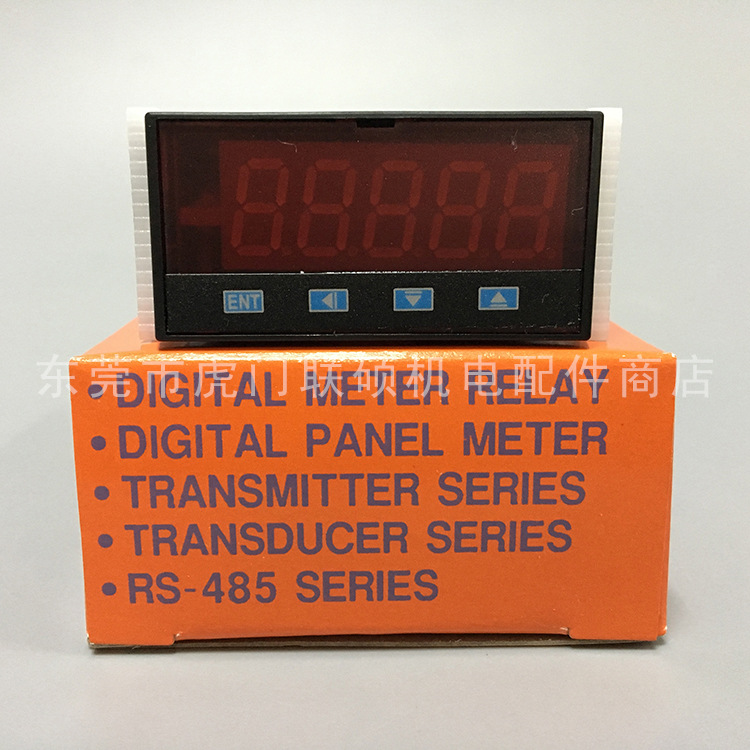 88888
ENT
东莞市虎门联硕机电配件商店
• DIGITAL METER RELAY
• DIGITAL PANEL METER
• TRANSMITTER SERIES
• TRANSDUCER SERIES
• RS-485 SERIES